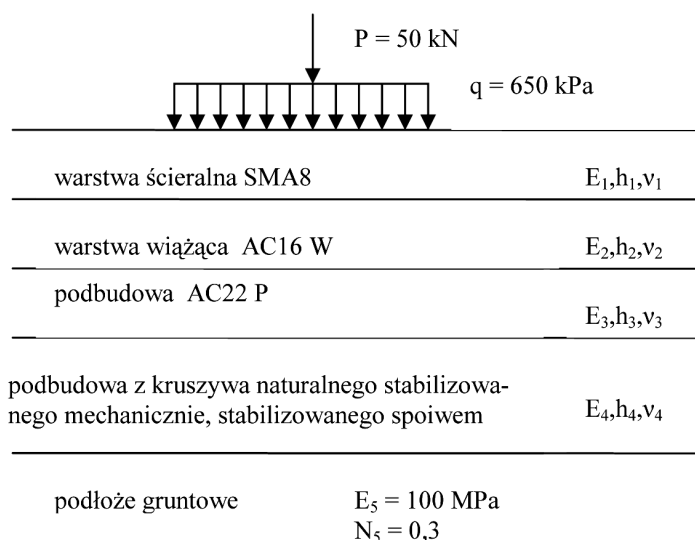 P = 50 kN
q = 650 kPa
warstwa ścieralna SMA8 E₁,h₁,ν₁
warstwa wiążąca AC16 W E₂,h₂,ν₂
podbudowa AC22 P
E₃,h₃,ν₃
podbudowa z kruszywa naturalnego stabilizowa-
nego mechanicznie, stabilizowanego spoiwem E₄,h₄,ν₄
podłoże gruntowe E₅ = 100 MPa
N₅ = 0,3